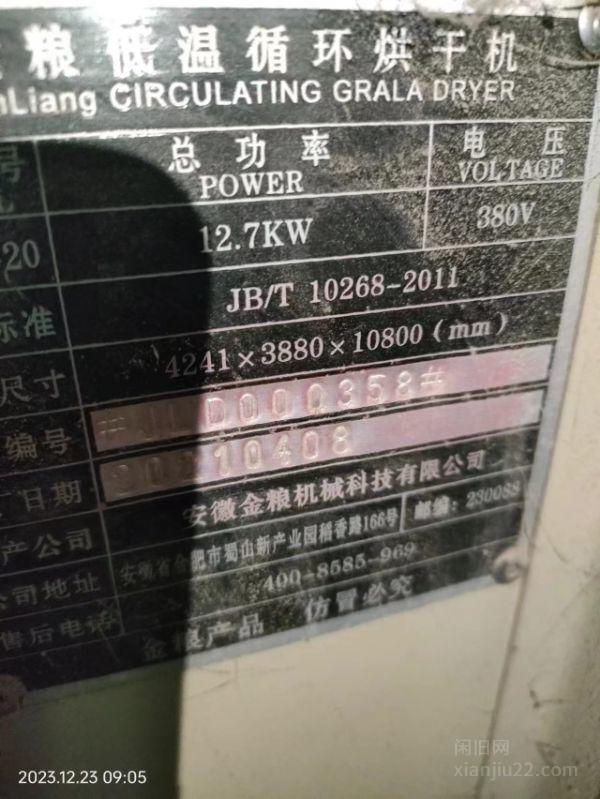 粮低温循环烘干机
nLiang CIRCULATING GRALA DRYER
号 总功率 电压
POWER VOLTAGE
-20 12.7KW 380V
标准 JB/T 10268-2011
尺寸 4241×3880×10800(mm)
编号 #JLD000358#
日期 20210408
产公司 安徽金粮机械科技有限公司
公司地址 安徽省合肥市蜀山新产业园稻香路166号 邮编:230088
售后电话 400-8585-969
金粮产品 仿冒必究
2023.12.23 09:05
闲旧网
xianjiu22.com